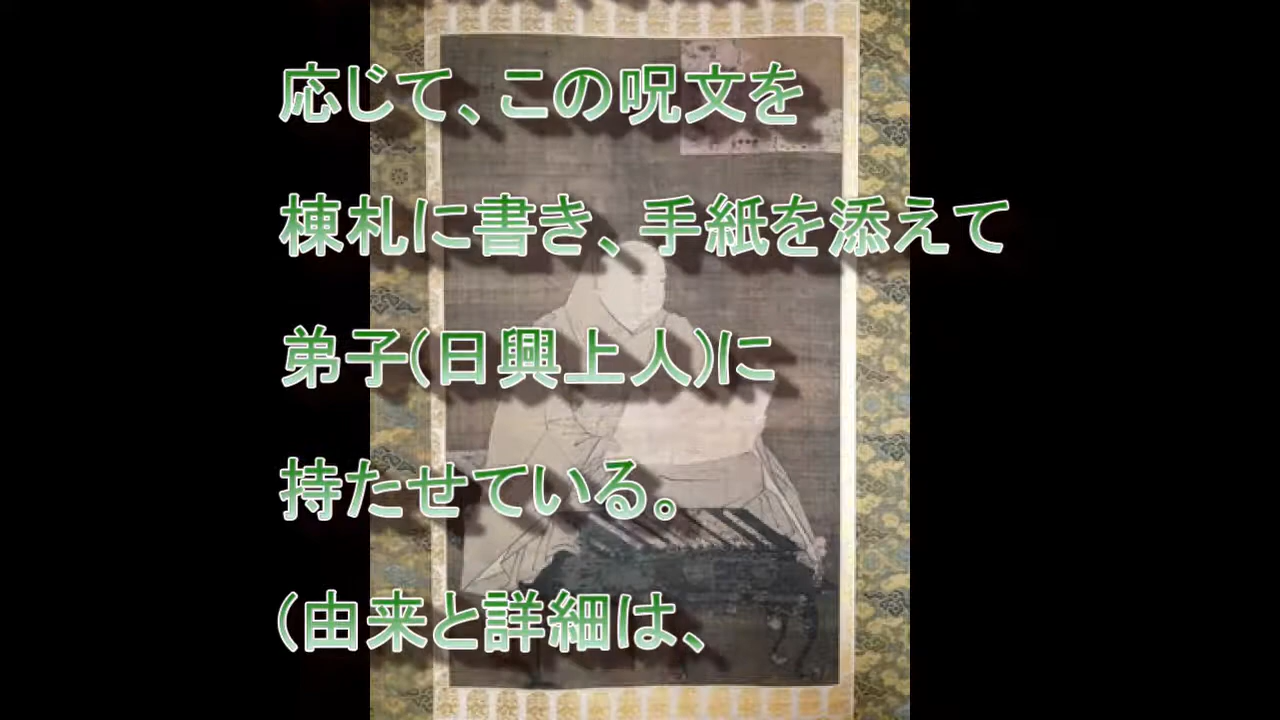 応じて、この呪文を
棟札に書き、手紙を添えて
弟子(日興上人)に
持たせている。
(由来と詳細は、